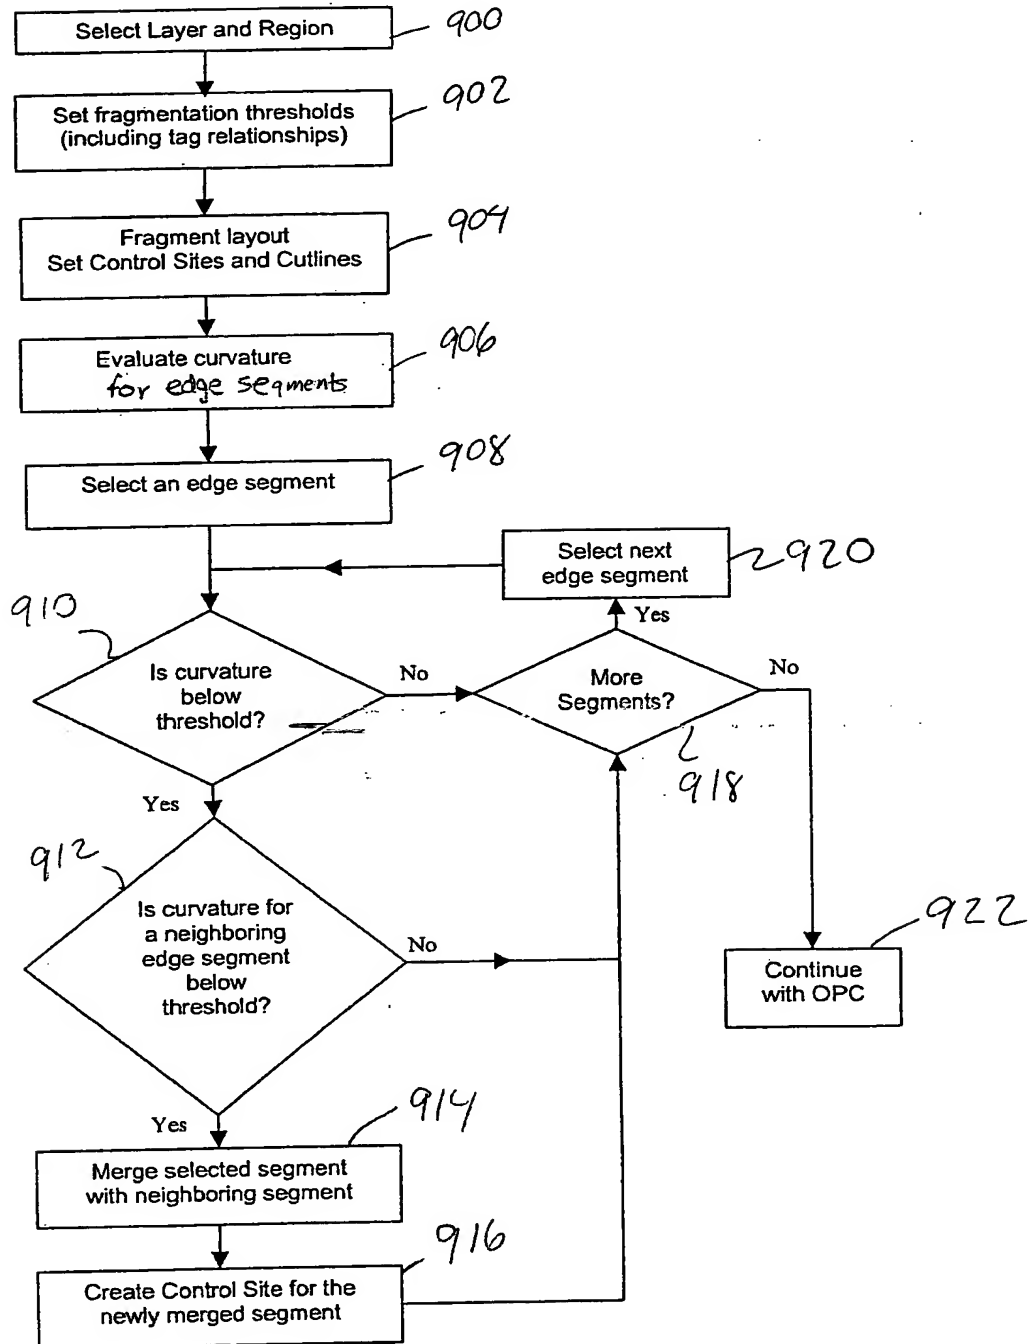 Select Layer and Region
900
Set fragmentation thresholds
(including tag relationships)
902
Fragment layout
Set Control Sites and Cutlines
904
Evaluate curvature
for edge segments
906
Select an edge segment
908
Select next
edge segment
920
910
Is curvature
below
threshold?
No
Yes
More
Segments?
Yes
No
918
912
Is curvature for
a neighboring
edge segment
below
threshold?
No
Yes
Continue
with OPC
922
Merge selected segment
with neighboring segment
914
Create Control Site for the
newly merged segment
916